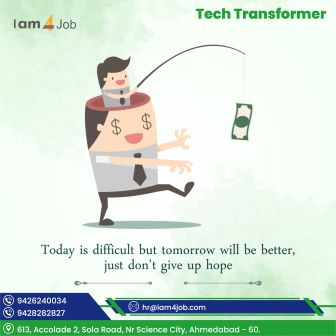 Iam4Job
Tech Transformer
$ $
Today is difficult but tomorrow will be better,
just don't give up hope
9426240034
9428282827
hr@iam4job.com
613, Accolade 2, Sola Road, Nr Science City, Ahmedabad - 60.